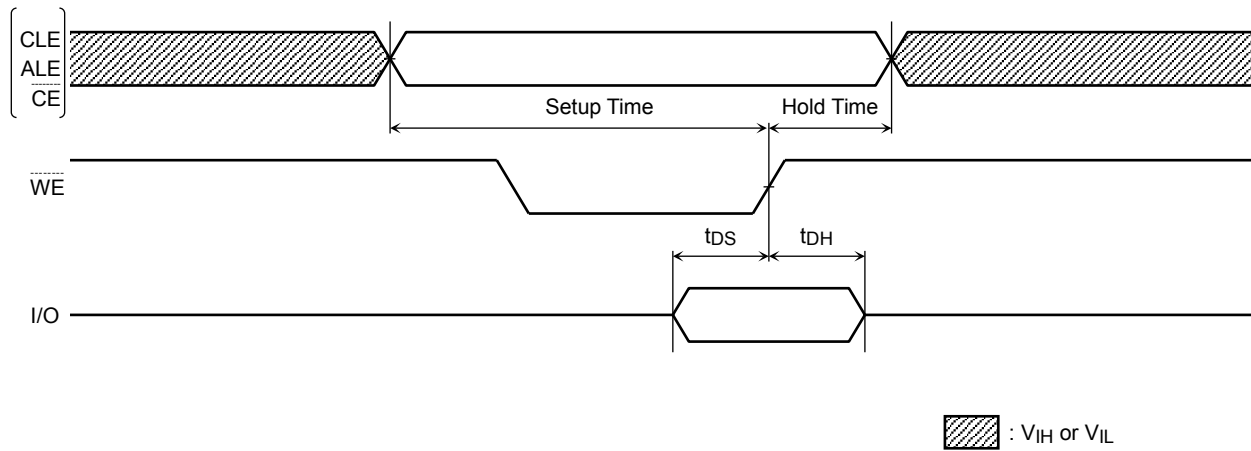 CLE
ALE
CE
Setup Time
Hold Time
WE
tDS
tDH
I/O
: VIH or VIL